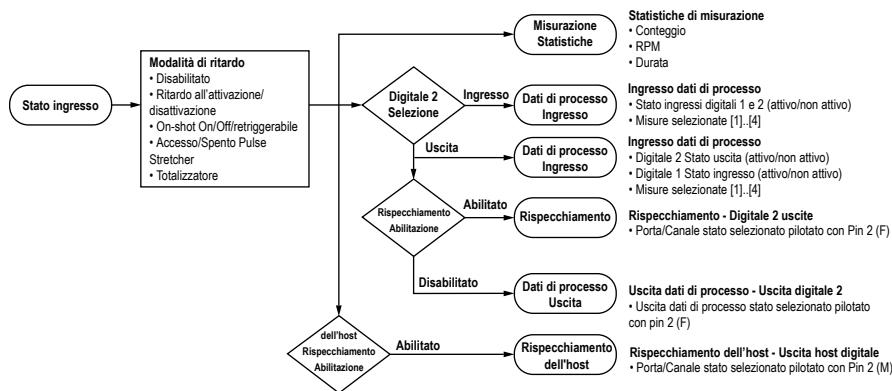 Stato ingresso
Modalità di ritardo
• Disabilitato
• Ritardo all'attivazione/
disattivazione
• On-shot On/Off/retriggerabile
• Accesso/Spento Pulse
Stretcher
• Totalizzatore
Misurazione
Statistiche
Statistiche di misurazione
• Conteggio
• RPM
• Durata
Digitale 2
Selezione
Ingresso
Dati di processo
Ingresso
Ingresso dati di processo
• Stato ingressi digitali 1 e 2 (attivo/non attivo)
• Misure selezionate [1]..[4]
Uscita
Dati di processo
Ingresso
Ingresso dati di processo
• Digitale 2 Stato uscita (attivo/non attivo)
• Digitale 1 Stato ingresso (attivo/non attivo)
• Misure selezionate [1]..[4]
Rispecchiamento
Abilitazione
Abilitato
Rispecchiamento
Rispecchiamento - Digitale 2 uscite
• Porta/Canale stato selezionato pilotato con Pin 2 (F)
Disabilitato
Dati di processo
Uscita
Uscita dati di processo - Uscita digitale 2
• Uscita dati di processo stato selezionato pilotato
con pin 2 (F)
dell'host
Rispecchiamento
Abilitazione
Abilitato
Rispecchiamento
dell'host
Rispecchiamento dell'host - Uscita host digitale
• Porta/Canale stato selezionato pilotato con Pin 2 (M)